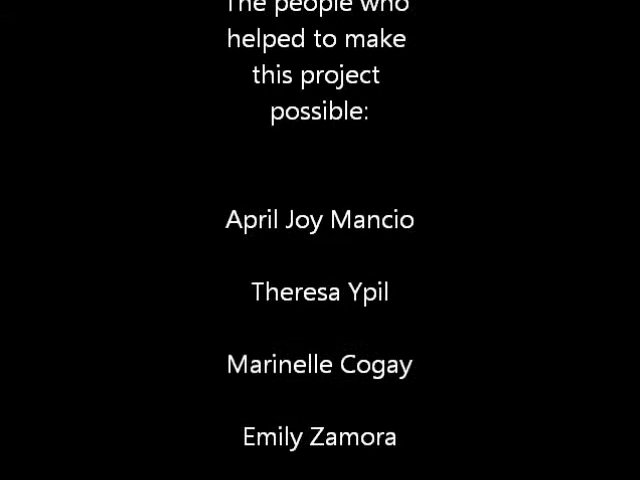 The people who
helped to make
this project
possible:
April Joy Mancio
Theresa Ypil
Marinelle Cogay
Emily Zamora